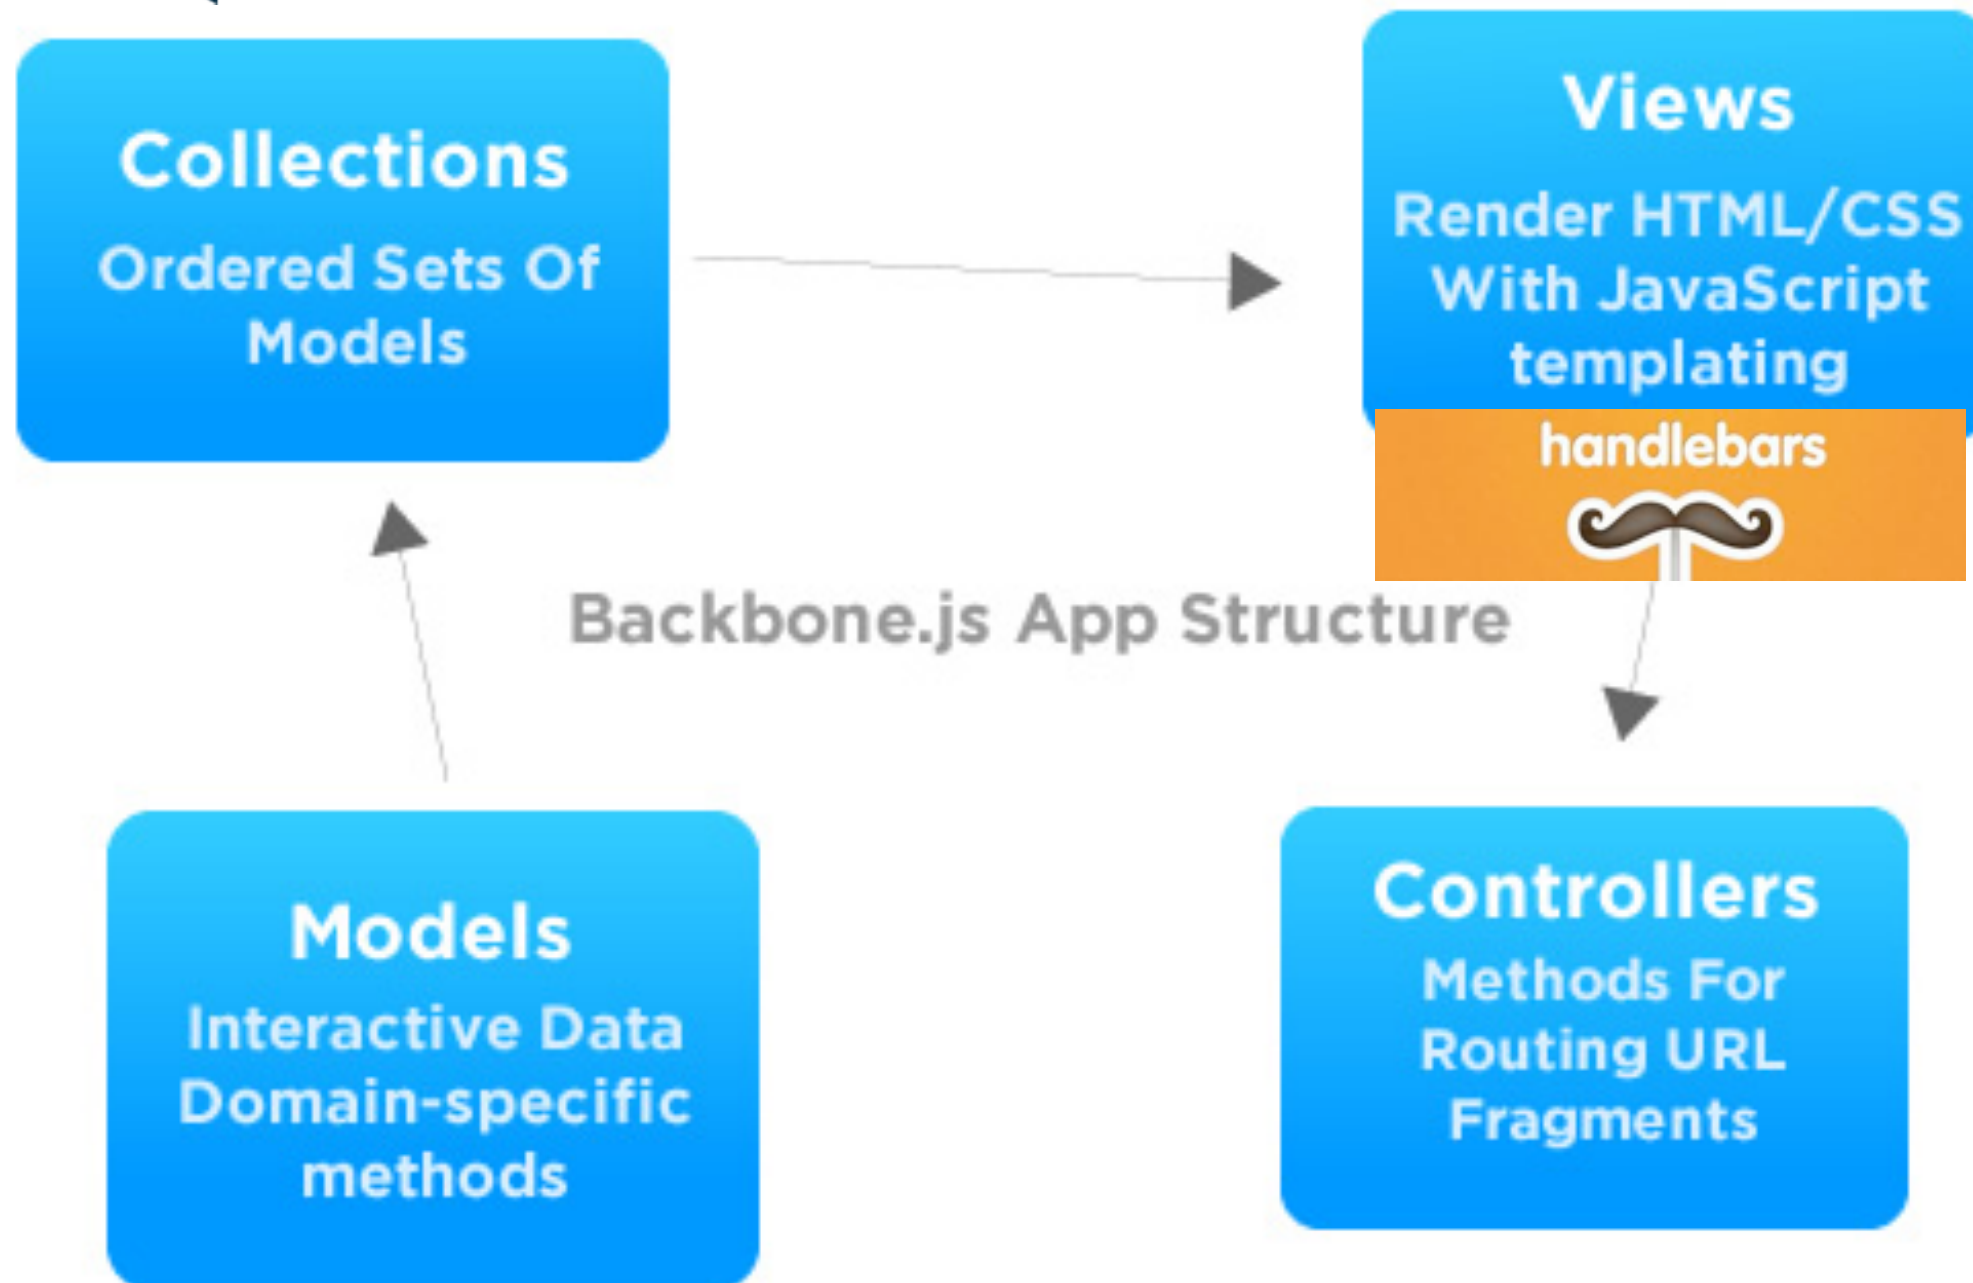 Collections
Ordered Sets Of
Models
Views
Render HTML/CSS
With JavaScript
templating
handlebars
Backbone.js App Structure
Models
Interactive Data
Domain-specific
methods
Controllers
Methods For
Routing URL
Fragments